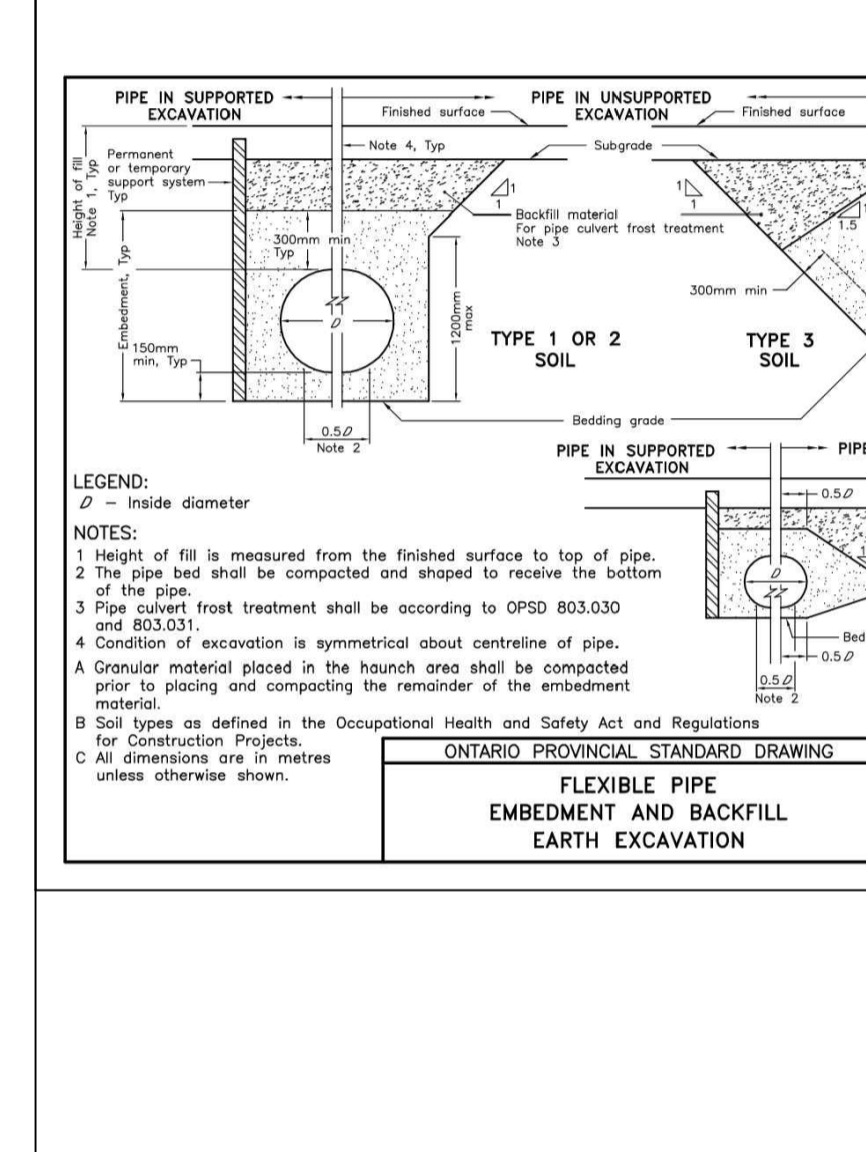 PIPE IN SUPPORTED
EXCAVATION
PIPE IN UNSUPPORTED
EXCAVATION
Finished surface
Finished surface
Note 4, Typ
Subgrade
Height of fill
Note 1, Typ
Permanent
or temporary
support system
Typ
1
1
1
1
1
1.5
Backfill material
For pipe culvert frost treatment
Note 3
300mm min
Typ
Embedment, Typ
300mm min
D
1200mm
max
TYPE 1 OR 2
SOIL
TYPE 3
SOIL
150mm
min, Typ
0.5D
Note 2
Bedding grade
PIPE IN SUPPORTED
EXCAVATION
PIPE
0.5D
D
Bed
0.5D
0.5D
Note 2
LEGEND:
D – Inside diameter
NOTES:
1 Height of fill is measured from the finished surface to top of pipe.
2 The pipe bed shall be compacted and shaped to receive the bottom
of the pipe.
3 Pipe culvert frost treatment shall be according to OPSD 803.030
and 803.031.
4 Condition of excavation is symmetrical about centreline of pipe.
A Granular material placed in the haunch area shall be compacted
prior to placing and compacting the remainder of the embedment
material.
B Soil types as defined in the Occupational Health and Safety Act and Regulations
for Construction Projects.
C All dimensions are in metres
unless otherwise shown.
ONTARIO PROVINCIAL STANDARD DRAWING
FLEXIBLE PIPE
EMBEDMENT AND BACKFILL
EARTH EXCAVATION